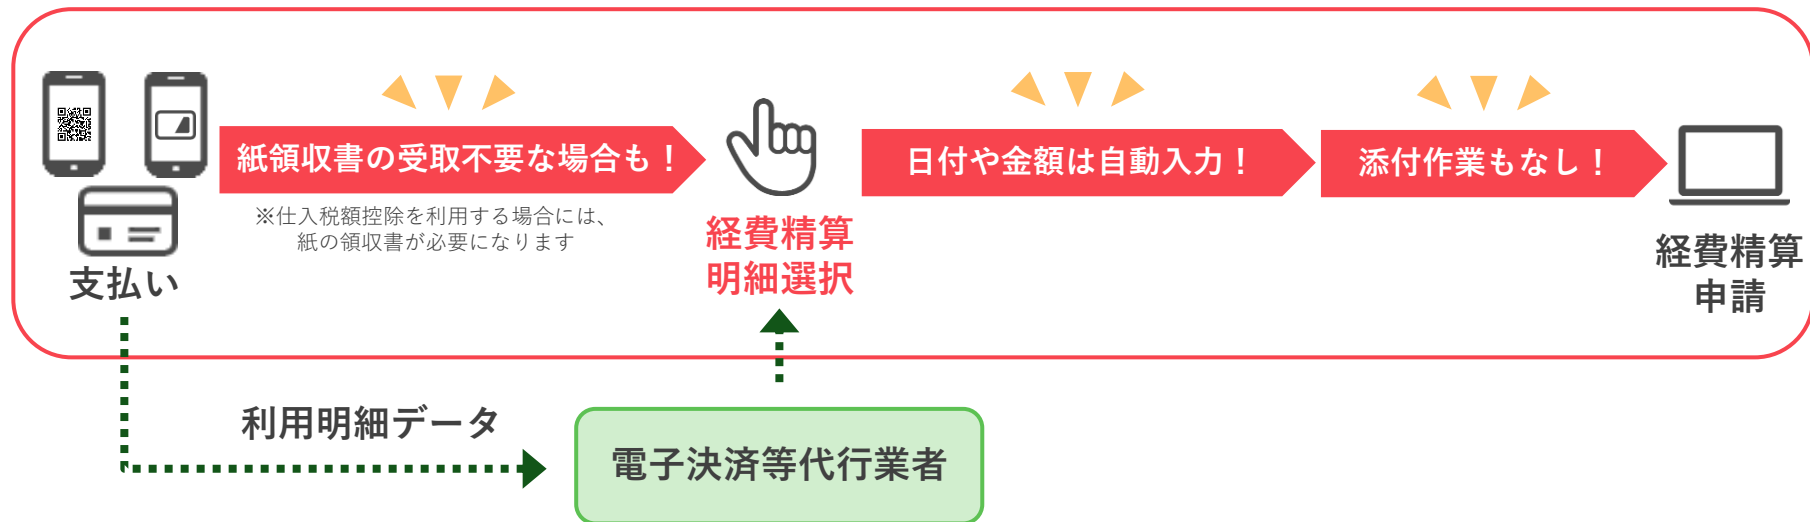 紙領収書の受取不要な場合も！
日付や金額は自動入力！
添付作業もなし！
※仕入税額控除を利用する場合には、
紙の領収書が必要になります
支払い
経費精算
明細選択
経費精算
申請
利用明細データ
電子決済等代行業者